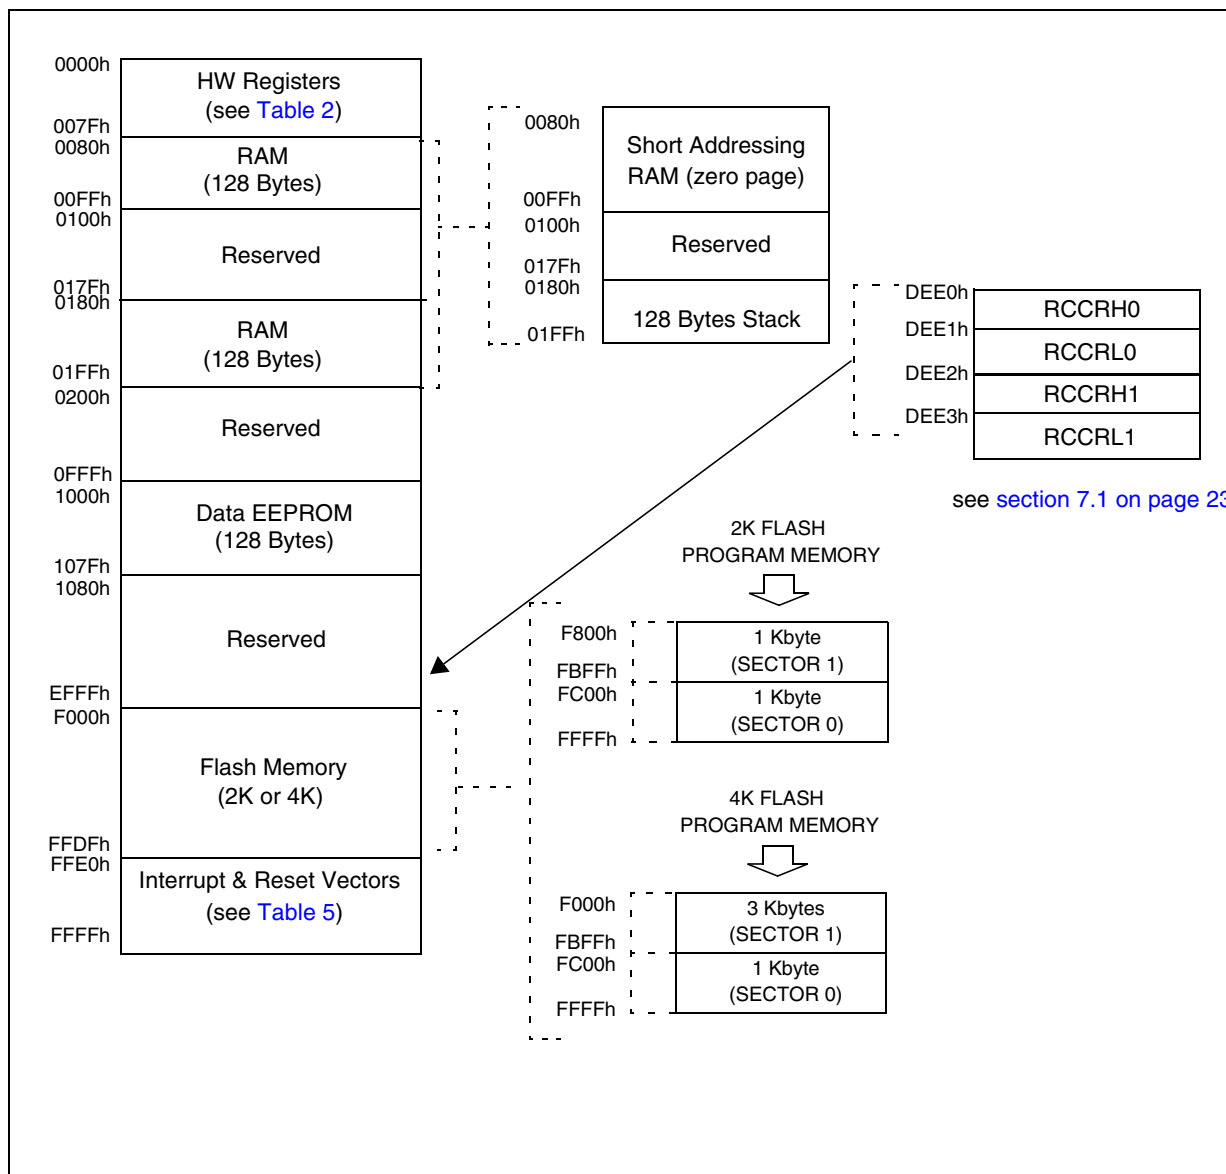 0000h
HW Registers
(see Table 2)
007Fh
0080h
RAM
(128 Bytes)
00FFh
0100h
Reserved
017Fh
0180h
RAM
(128 Bytes)
01FFh
0200h
Reserved
0FFFh
1000h
Data EEPROM
(128 Bytes)
107Fh
1080h
Reserved
EFFFh
F000h
Flash Memory
(2K or 4K)
FFDFh
FFE0h
Interrupt & Reset Vectors
(see Table 5)
FFFFh
0080h
Short Addressing
RAM (zero page)
00FFh
0100h
Reserved
017Fh
0180h
128 Bytes Stack
01FFh
DEE0h
RCCRH0
DEE1h
RCCRL0
DEE2h
RCCRH1
DEE3h
RCCRL1
see section 7.1 on page 23
2K FLASH
PROGRAM MEMORY
F800h
1 Kbyte
(SECTOR 1)
FBFFh
FC00h
1 Kbyte
(SECTOR 0)
FFFFh
4K FLASH
PROGRAM MEMORY
F000h
3 Kbytes
(SECTOR 1)
FBFFh
FC00h
1 Kbyte
(SECTOR 0)
FFFFh